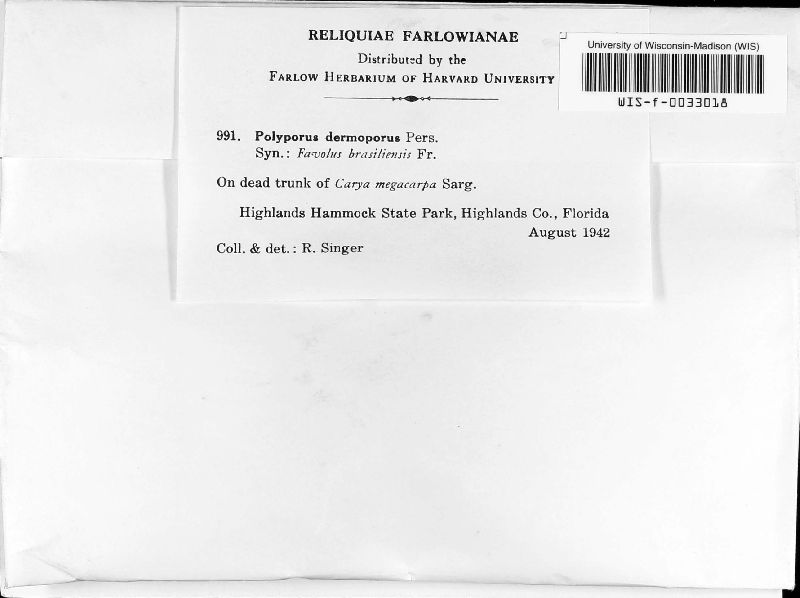 RELIQUIAE FARLOWIANAE
Distributed by the
FARLOW HERBARIUM OF HARVARD UNIVERSITY
University of Wisconsin-Madison (WIS)
WIS-f-0033018
991. Polyporus dermoporus Pers.
Syn.: Favolus brasiliensis Fr.
On dead trunk of Carya megacarpa Sarg.
Highlands Hammock State Park, Highlands Co., Florida
August 1942
Coll. & det.: R. Singer